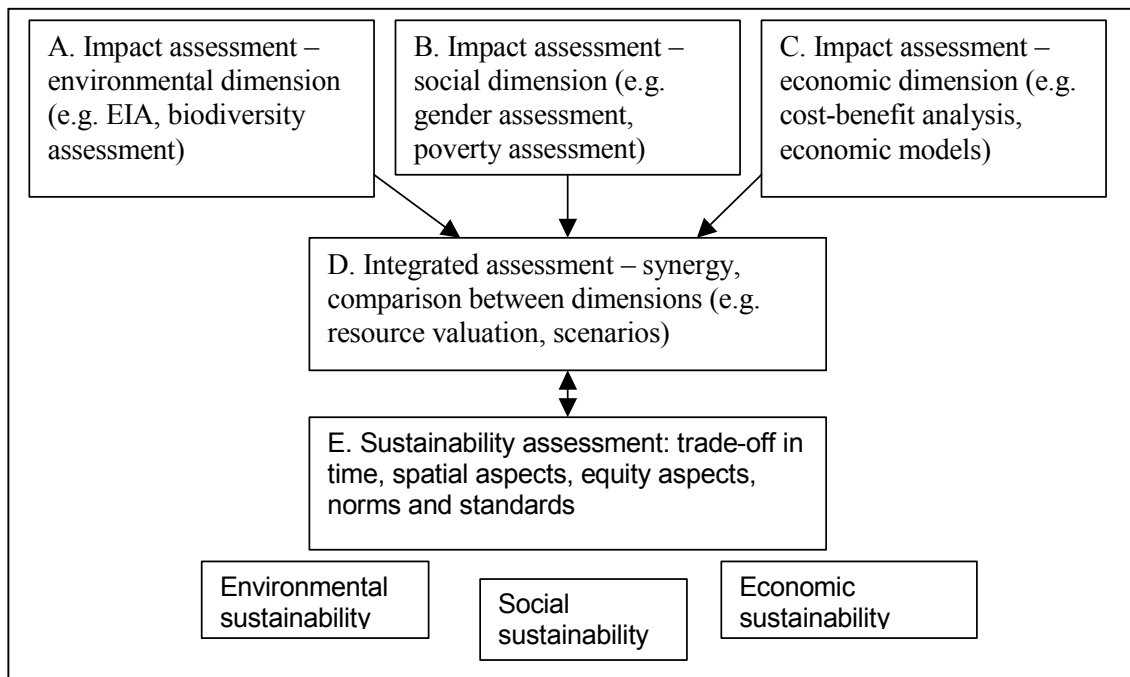 A. Impact assessment –
environmental dimension
(e.g. EIA, biodiversity
assessment)
B. Impact assessment –
social dimension (e.g.
gender assessment,
poverty assessment)
C. Impact assessment –
economic dimension (e.g.
cost-benefit analysis,
economic models)
D. Integrated assessment – synergy,
comparison between dimensions (e.g.
resource valuation, scenarios)
E. Sustainability assessment: trade-off in
time, spatial aspects, equity aspects,
norms and standards
Environmental
sustainability
Social
sustainability
Economic
sustainability